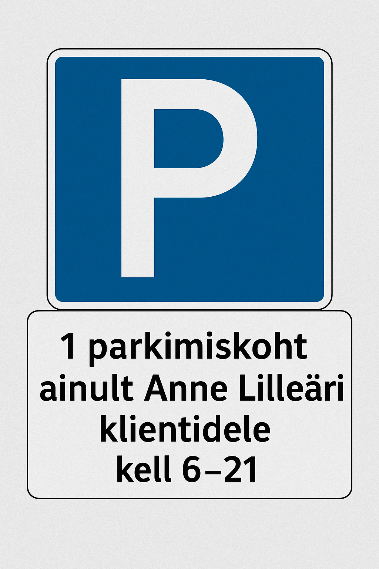 P
1 parkimiskoht
ainult Anne Lilleäri
klientidele
kell 6–21